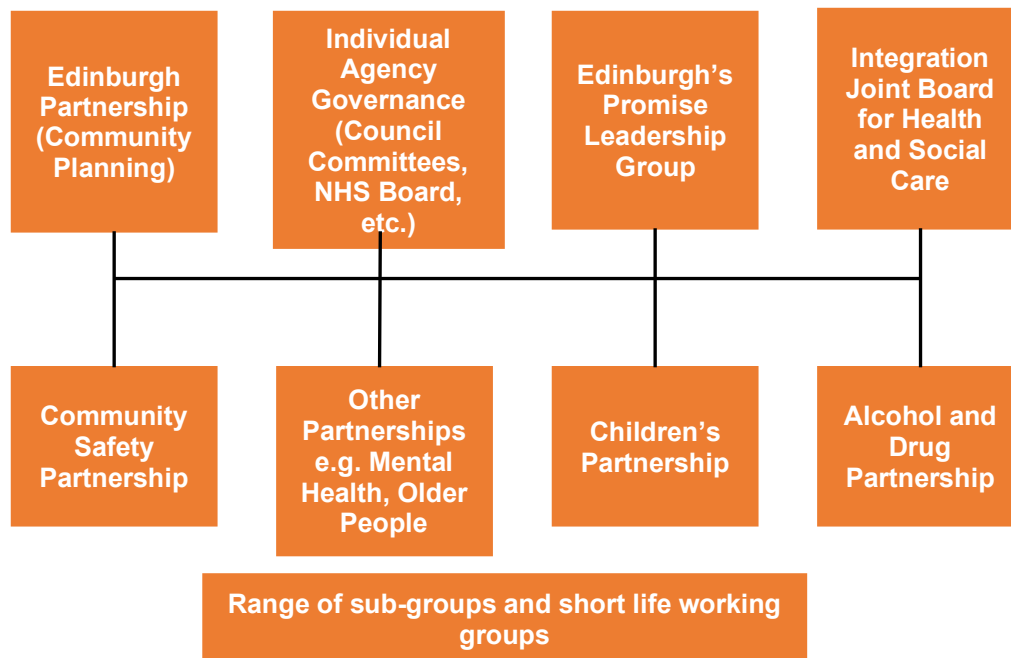 Edinburgh
Partnership
(Community
Planning)
Individual
Agency
Governance
(Council
Committees,
NHS Board,
etc.)
Edinburgh’s
Promise
Leadership
Group
Integration
Joint Board
for Health
and Social
Care
Community
Safety
Partnership
Other
Partnerships
e.g. Mental
Health, Older
People
Children’s
Partnership
Alcohol and
Drug
Partnership
Range of sub-groups and short life working
groups